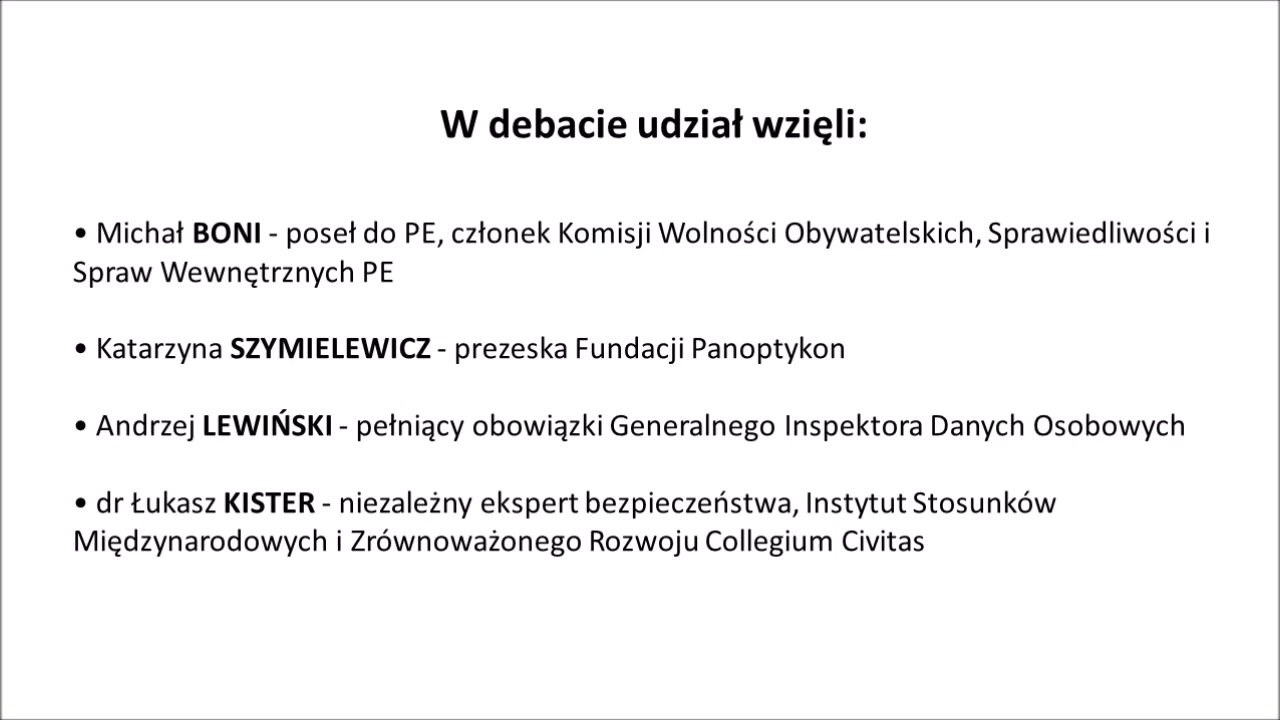 W debacie udział wzięli:
• Michał BONI - poseł do PE, członek Komisji Wolności Obywatelskich, Sprawiedliwości i
Spraw Wewnętrznych PE
• Katarzyna SZYMIELEWICZ - prezeska Fundacji Panoptykon
• Andrzej LEWIŃSKI - pełniący obowiązki Generalnego Inspektora Danych Osobowych
• dr Łukasz KISTER - niezależny ekspert bezpieczeństwa, Instytut Stosunków
Międzynarodowych i Zrównoważonego Rozwoju Collegium Civitas